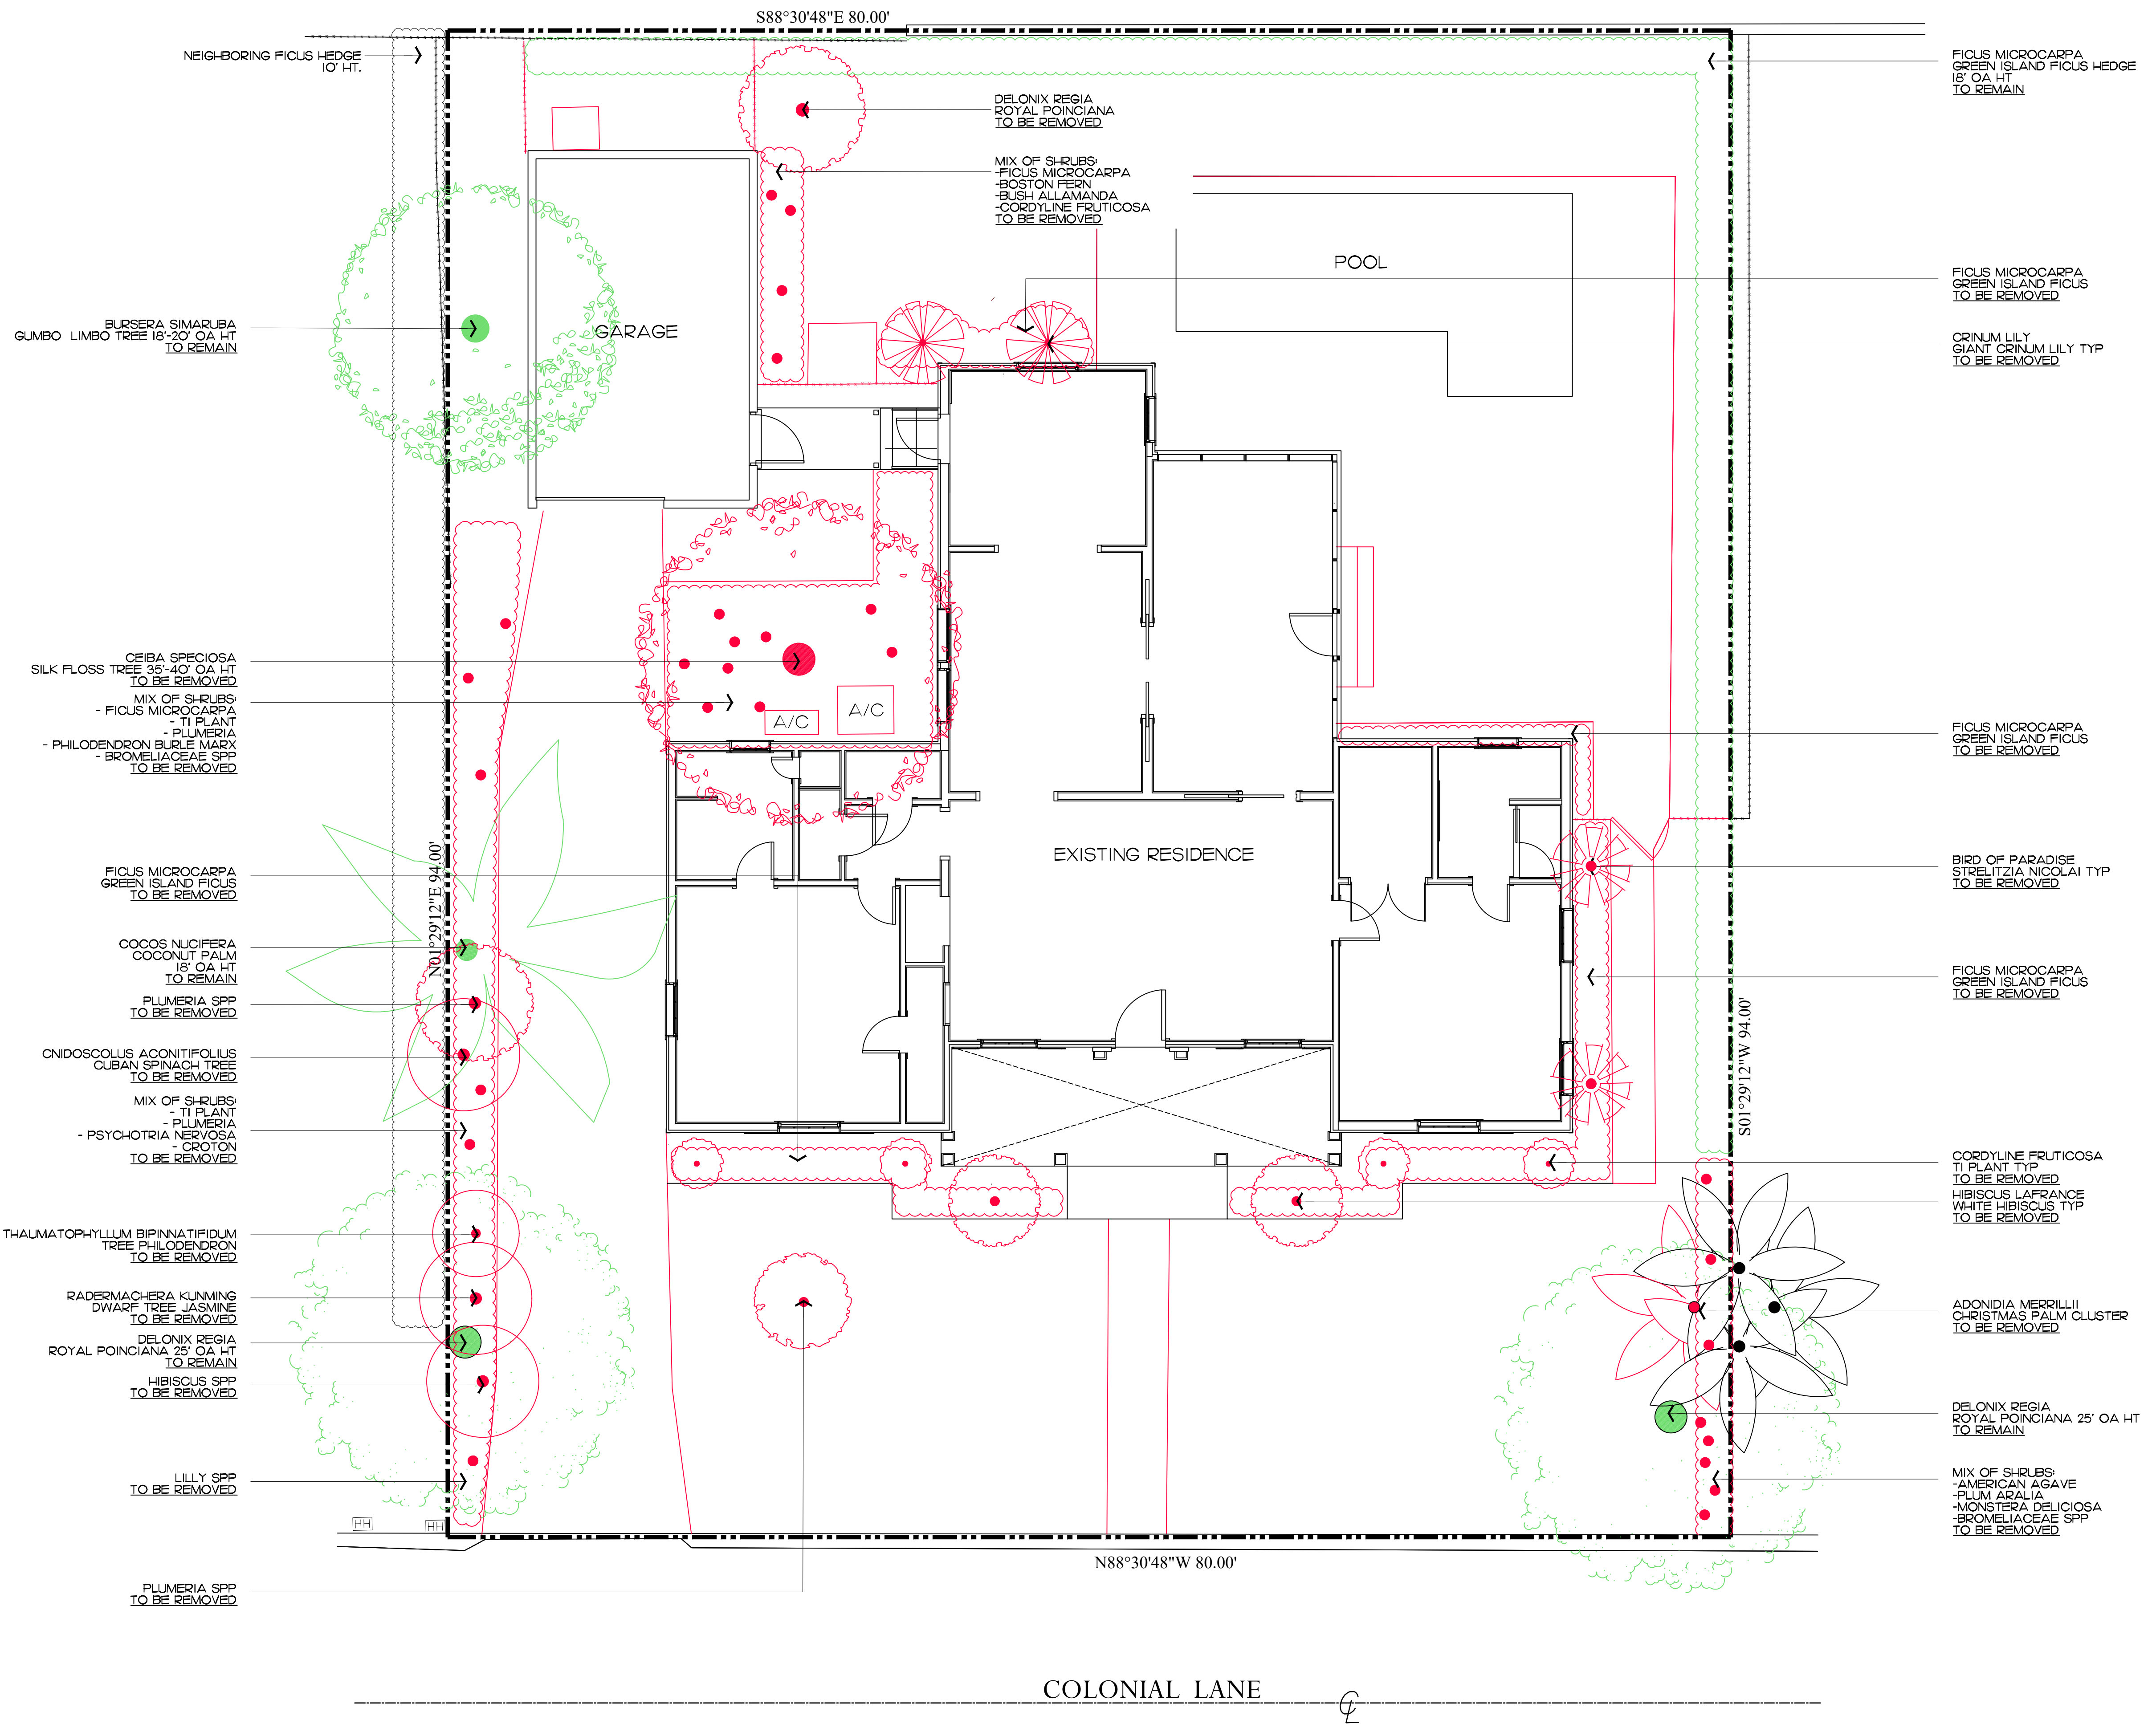 S88°30'48"E 80.00'
NEIGHBORING FICUS HEDGE
10' HT.
BURSERA SIMARUBA
GUMBO LIMBO TREE 18'-20' OA HT
TO REMAIN
CEIBA SPECIOSA
SILK FLOSS TREE 35'-40' OA HT
TO BE REMOVED
MIX OF SHRUBS:
- FICUS MICROCARPA
- TI PLANT
- PLUMERIA
- PHILODENDRON BURLE MARX
- BROMELIACEAE SPP
TO BE REMOVED
FICUS MICROCARPA
GREEN ISLAND FICUS
TO BE REMOVED
COCOS NUCIFERA
COCONUT PALM
18' OA HT
TO REMAIN
PLUMERIA SPP
TO BE REMOVED
CNIDOSCOLUS ACONITIFOLIUS
CUBAN SPINACH TREE
TO BE REMOVED
MIX OF SHRUBS:
- TI PLANT
- PLUMERIA
- PSYCHOTRIA NERVOSA
- CROTON
TO BE REMOVED
THAUMATOPHYLLUM BIPINNATIFIDUM
TREE PHILODENDRON
TO BE REMOVED
RADERMACHERA KUNMING
DWARF TREE JASMINE
TO BE REMOVED
DELONIX REGIA
ROYAL POINCIANA 25' OA HT
TO REMAIN
HIBISCUS SPP
TO BE REMOVED
LILLY SPP
TO BE REMOVED
PLUMERIA SPP
TO BE REMOVED
N01°29'12"E 94.00'
HH
HH
DELONIX REGIA
ROYAL POINCIANA
TO BE REMOVED
MIX OF SHRUBS:
-FICUS MICROCARPA
-BOSTON FERN
-BUSH ALLAMANDA
-CORDYLINE FRUTICOSA
TO BE REMOVED
POOL
GARAGE
A/C
A/C
EXISTING RESIDENCE
FICUS MICROCARPA
GREEN ISLAND FICUS HEDGE
18' OA HT
TO REMAIN
FICUS MICROCARPA
GREEN ISLAND FICUS
TO BE REMOVED
CRINUM LILY
GIANT CRINUM LILY TYP
TO BE REMOVED
FICUS MICROCARPA
GREEN ISLAND FICUS
TO BE REMOVED
BIRD OF PARADISE
STRELITZIA NICOLAI TYP
TO BE REMOVED
FICUS MICROCARPA
GREEN ISLAND FICUS
TO BE REMOVED
S01°29'12"W 94.00'
CORDYLINE FRUTICOSA
TI PLANT TYP
TO BE REMOVED
HIBISCUS LAFRANCE
WHITE HIBISCUS TYP
TO BE REMOVED
ADONIDIA MERRILLII
CHRISTMAS PALM CLUSTER
TO BE REMOVED
DELONIX REGIA
ROYAL POINCIANA 25' OA HT
TO REMAIN
MIX OF SHRUBS:
-AMERICAN AGAVE
-PLUM ARALIA
-MONSTERA DELICIOSA
-BROMELIACEAE SPP
TO BE REMOVED
N88°30'48"W 80.00'
COLONIAL LANE
CL